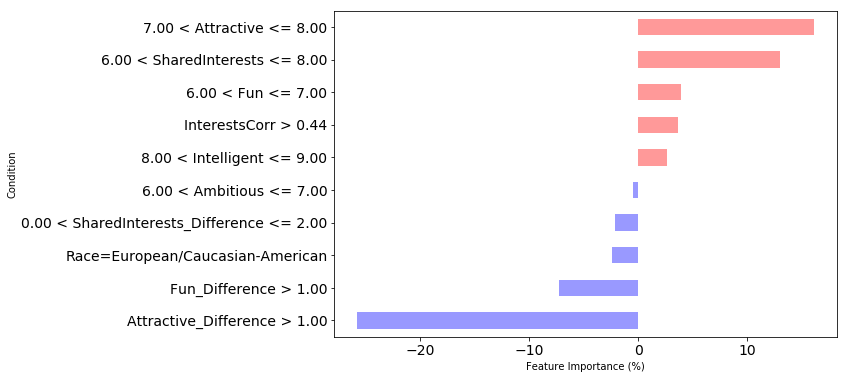 7.00 < Attractive <= 8.00
6.00 < SharedInterests <= 8.00
6.00 < Fun <= 7.00
InterestsCorr > 0.44
8.00 < Intelligent <= 9.00
6.00 < Ambitious <= 7.00
0.00 < SharedInterests_Difference <= 2.00
Race=European/Caucasian-American
Fun_Difference > 1.00
Attractive_Difference > 1.00
Condition
−20 −10 0 10
Feature Importance (%)